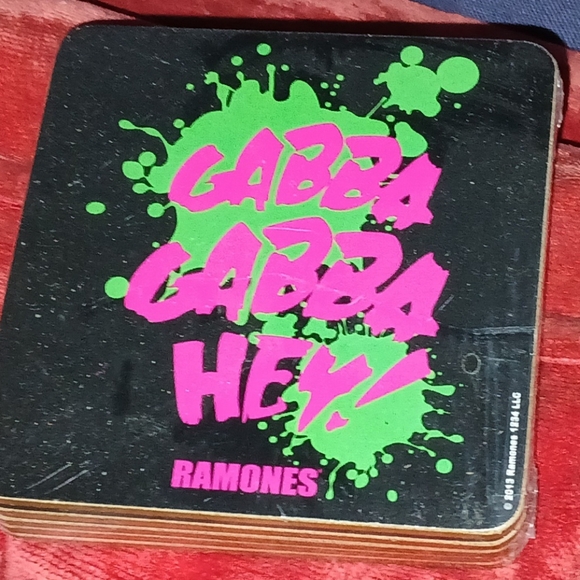 GABBA
GABBA
HEY!
RAMONES
© 2013 Ramones 1234 LLC